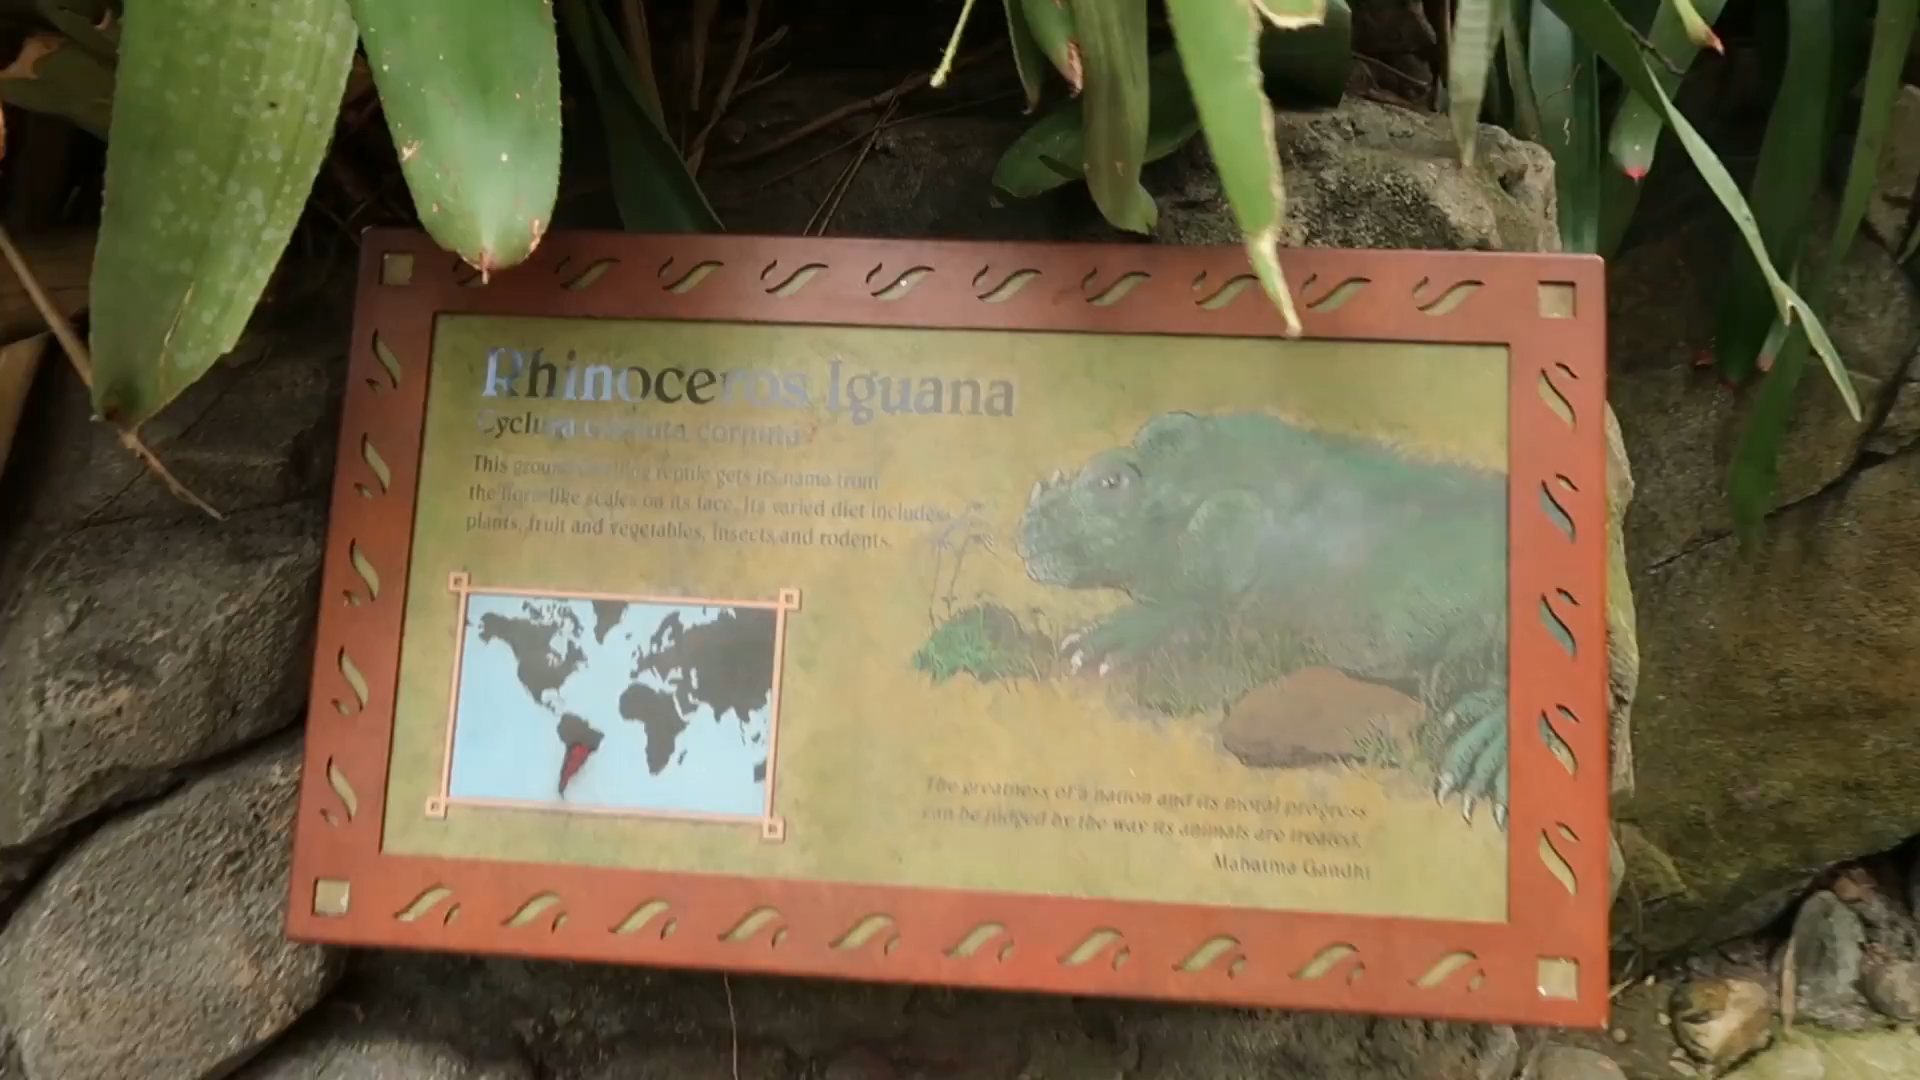 Rhinoceros Iguana
Cyclura cornuta cornuta
This ground dwelling reptile gets its name from
the horn-like scales on its face. Its varied diet includes
plants, fruit and vegetables, insects and rodents.
The greatness of a nation and its moral progress
can be judged by the way its animals are treated.
Mahatma Gandhi